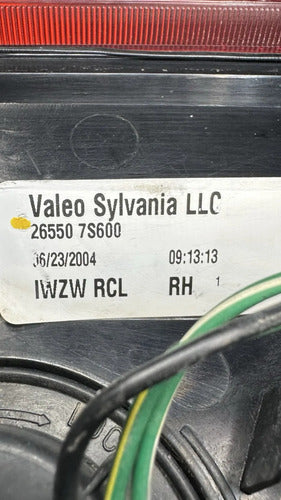 Valeo Sylvania LLC
26550 7S600
06/23/2004 09:13:13
IWZW RCL RH 1